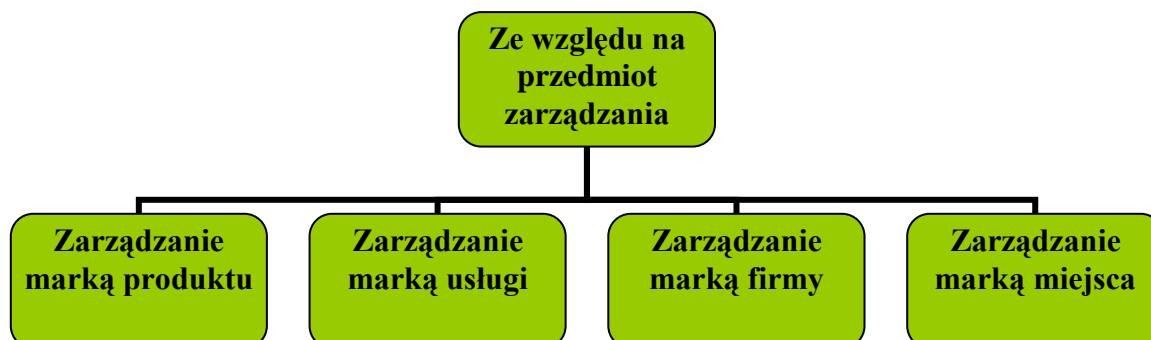 Ze względu na
przedmiot
zarządzania
Zarządzanie
marką produktu
Zarządzanie
marką usługi
Zarządzanie
marką firmy
Zarządzanie
marką miejsca